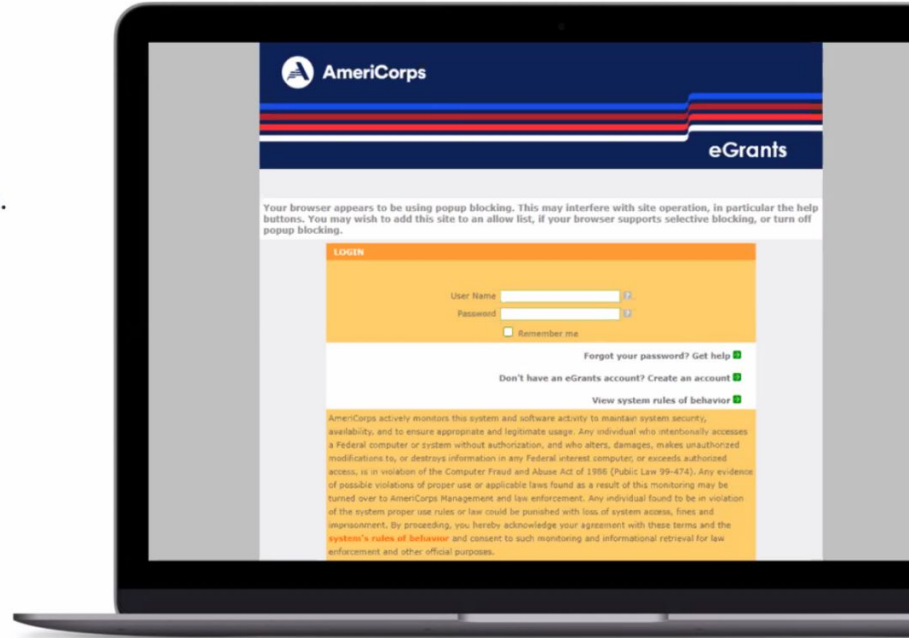 AmeriCorps
eGrants
.
Your browser appears to be using popup blocking. This may interfere with site operation, in particular the help
buttons. You may wish to add this site to an allow list, if your browser supports selective blocking, or turn off
popup blocking.
LOGIN
User Name
Password
Remember me
Forgot your password? Get help
Don't have an eGrants account? Create an account
View system rules of behavior
AmeriCorps actively monitors this system and software activity to maintain system security,
availability, and to ensure appropriate and legitimate usage. Any individual who intentionally accesses
a Federal computer or system without authorization, and who alters, damages, makes unauthorized
modifications to, or destroys information in any Federal interest computer, or exceeds authorized
access, is in violation of the Computer Fraud and Abuse Act of 1986 (Public Law 99-474). Any evidence
of possible violations of proper use or applicable laws found as a result of this monitoring may be
turned over to AmeriCorps Management and law enforcement. Any individual found to be in violation
of the system proper use rules or law could be punished with loss of system access, fines and
imprisonment. By proceeding, you hereby acknowledge your agreement with these terms and the
system's rules of behavior and consent to such monitoring and informational retrieval for law
enforcement and other official purposes.